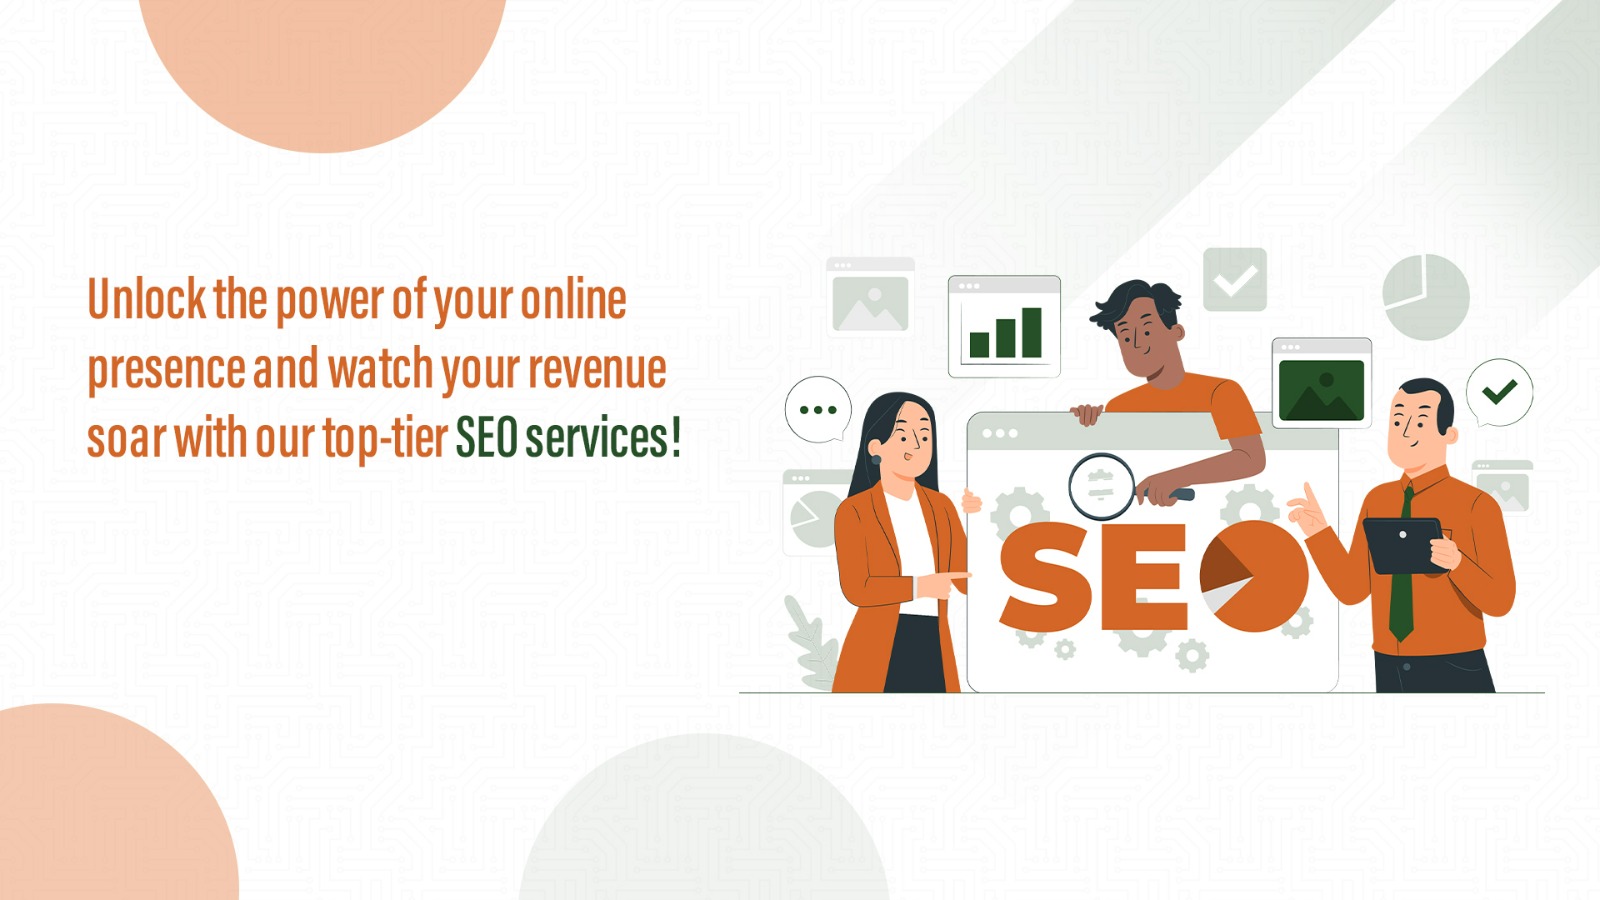 Unlock the power of your online
presence and watch your revenue
soar with our top-tier SEO services!
SEO